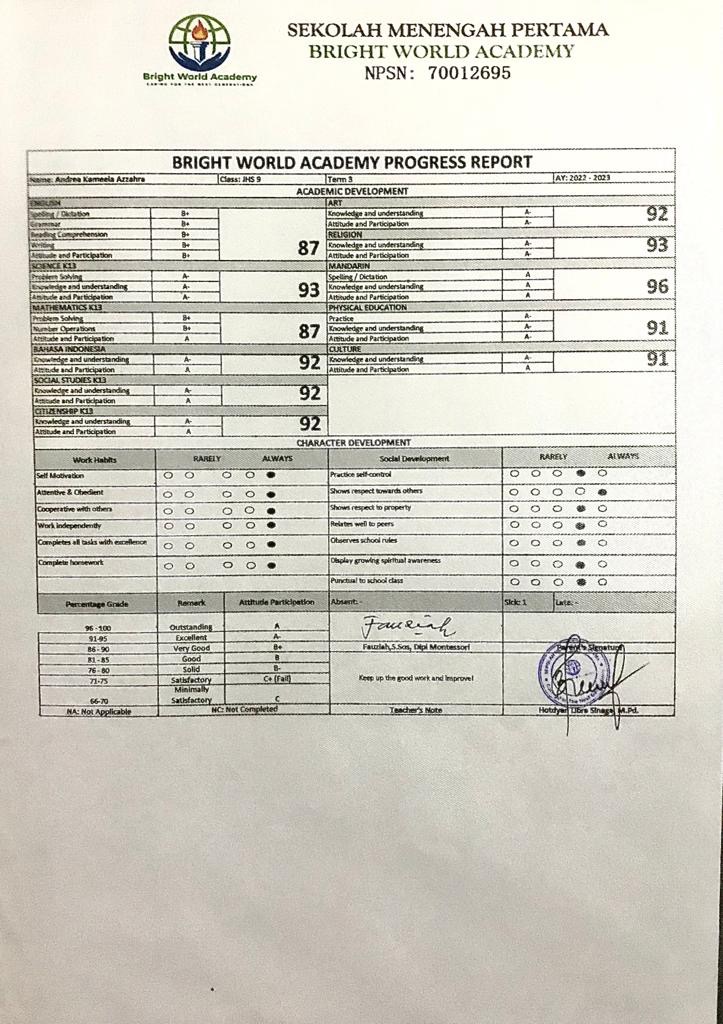 Bright World Academy
CARING FOR THE NEXT GENERATIONS
SEKOLAH MENENGAH PERTAMA
BRIGHT WORLD ACADEMY
NPSN: 70012695
BRIGHT WORLD ACADEMY PROGRESS REPORT
Name: Andrea Kameela Azzahra Class: JHS 9 Term 3 AY: 2022 - 2023
ACADEMIC DEVELOPMENT
ENGLISH
Spelling / Dictation B+
Grammar B+
Reading Comprehension B+
Writing B+
Attitude and Participation B+
87
SCIENCE K13
Problem Solving A-
Knowledge and understanding A-
Attitude and Participation A-
93
MATHEMATICS K13
Problem Solving B+
Number Operations B+
Attitude and Participation A
87
BAHASA INDONESIA
Knowledge and understanding A-
Attitude and Participation A
92
SOCIAL STUDIES K13
Knowledge and understanding A-
Attitude and Participation A
92
CITIZENSHIP K13
Knowledge and understanding A-
Attitude and Participation A
92
ART
Knowledge and understanding A-
Attitude and Participation A-
92
RELIGION
Knowledge and understanding A-
Attitude and Participation A-
93
MANDARIN
Spelling / Dictation A
Knowledge and understanding A
Attitude and Participation A
96
PHYSICAL EDUCATION
Practice A-
Knowledge and understanding A-
Attitude and Participation A
91
CULTURE
Knowledge and understanding A-
Attitude and Participation A
91
CHARACTER DEVELOPMENT
Work Habits RARELY ALWAYS
Self Motivation
Attentive & Obedient
Cooperative with others
Work independently
Completes all tasks with excellence
Complete homework
Social Development RARELY ALWAYS
Practice self-control
Shows respect towards others
Shows respect to property
Relates well to peers
Observes school rules
Display growing spiritual awareness
Punctual to school class
Percentage Grade Remark Attitude Participation
96 - 100 Outstanding A
91-95 Excellent A-
86 - 90 Very Good B+
81 - 85 Good B
76 - 80 Solid B-
71-75 Satisfactory C+ (Fail)
66-70 Minimally Satisfactory C
NA: Not Applicable NC: Not Completed
Absent: - Sick: 1 Late: -
Fauziah
Fauziah,S.Sos, Dipl Montessori
Parent's Signature
Keep up the good work and improve!
Teacher's Note
M.Pd.